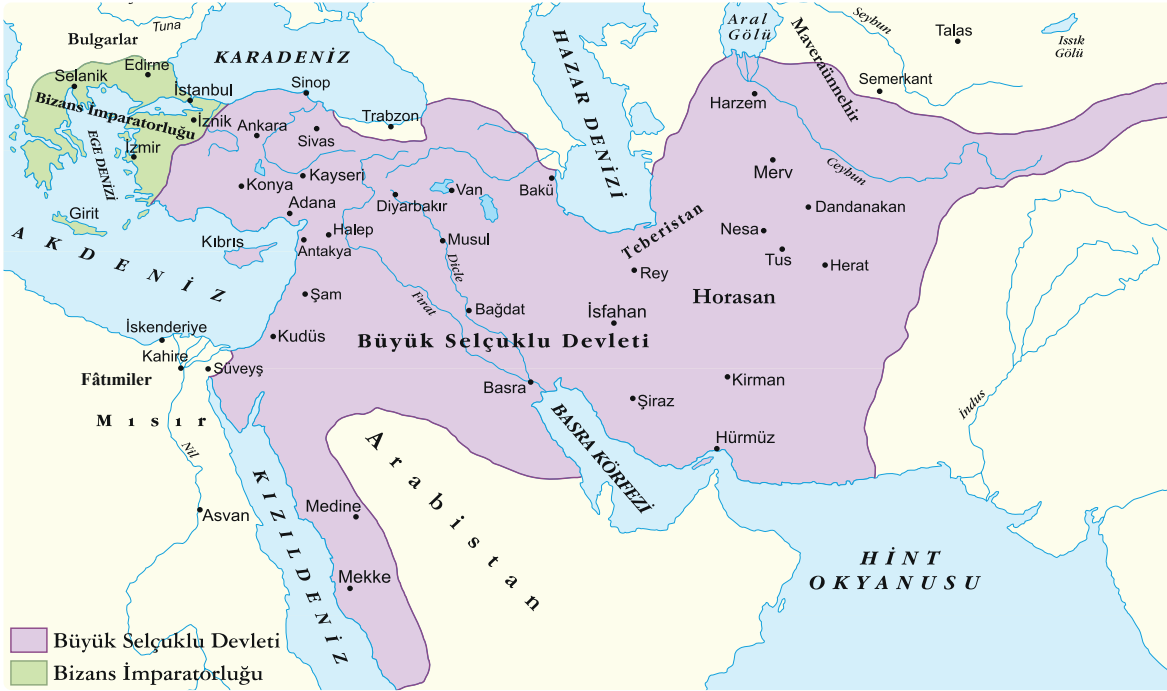 Tuna
Bulgarlar
Edirne
Selanik
İstanbul
Bizans İmparatorluğu
İznik
İzmir
EGE DENİZİ
Girit
KARADENİZ
Sinop
Trabzon
Ankara
Sivas
Kayseri
Konya
Adana
Diyarbakır
Van
Halep
Antakya
Kıbrıs
AKDENİZ
Musul
Dicle
Fırat
Şam
Bağdat
Kudüs
İskenderiye
Kahire
Süveyş
Fâtımiler
Mısır
Nil
Asvan
KIZILDENİZ
Medine
Mekke
Arabistan
Basra
BASRA KÖRFEZİ
Büyük Selçuklu Devleti
HAZAR DENİZİ
Bakü
Aral
Gölü
Maveraünnehir
Seybun
Talas
Issık
Gölü
Semerkant
Harzem
Merv
Ceybun
Dandanakan
Nesa
Tus
Herat
Teberistan
Rey
Horasan
İsfahan
Kirman
Şiraz
Hürmüz
İndus
HİNT
OKYANUSU
Büyük Selçuklu Devleti
Bizans İmparatorluğu